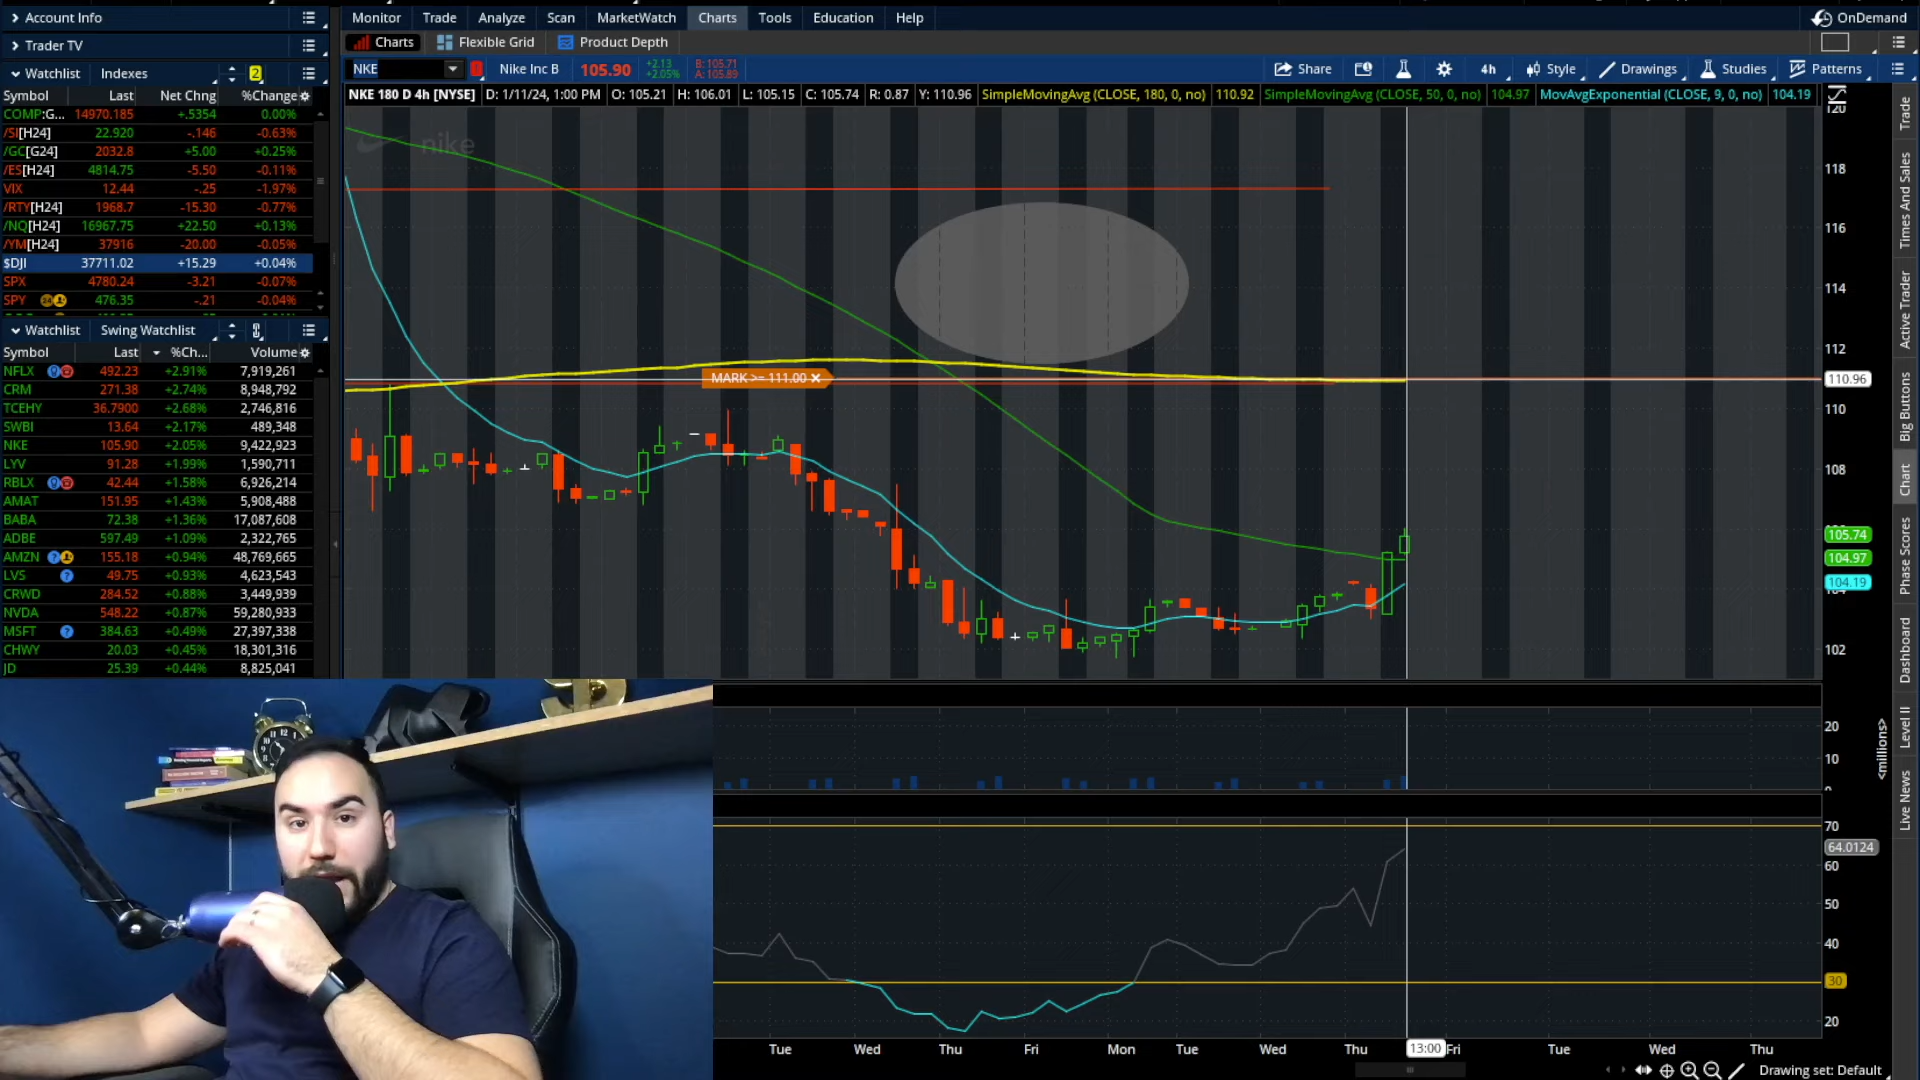 Account Info
Trader TV
Watchlist Indexes 2
Symbol Last Net Chng %Change
COMP:G... 14970.185 +.5354 0.00%
/SI[H24] 22.920 -.146 -0.63%
/GC[G24] 2032.8 +5.00 +0.25%
/ES[H24] 4814.75 -5.50 -0.11%
VIX 12.44 -.25 -1.97%
/RTY[H24] 1968.7 -15.30 -0.77%
/NQ[H24] 16967.75 +22.50 +0.13%
/YM[H24] 37916 -20.00 -0.05%
$DJI 37711.02 +15.29 +0.04%
SPX 4780.24 -3.21 -0.07%
SPY 476.35 -.21 -0.04%
Watchlist Swing Watchlist
Symbol Last %Ch... Volume
NFLX 492.23 +2.91% 7,919,261
CRM 271.38 +2.74% 8,948,792
TCEHY 36.7900 +2.68% 2,746,816
SWBI 13.64 +2.17% 489,348
NKE 105.90 +2.05% 9,422,923
LYV 91.28 +1.99% 1,590,711
RBLX 42.44 +1.58% 6,926,214
AMAT 151.95 +1.43% 5,908,488
BABA 72.38 +1.36% 17,087,608
ADBE 597.49 +1.09% 2,322,765
AMZN 155.18 +0.94% 48,769,665
LVS 49.75 +0.93% 4,623,543
CRWD 284.52 +0.88% 3,449,939
NVDA 548.22 +0.87% 59,280,933
MSFT 384.63 +0.49% 27,397,338
CHWY 20.03 +0.45% 18,301,316
JD 25.39 +0.44% 8,825,041
Monitor Trade Analyze Scan MarketWatch Charts Tools Education Help OnDemand
Charts Flexible Grid Product Depth
NKE Nike Inc B 105.90 +2.13 +2.05% B: 105.71 A: 105.89 Share 4h Style Drawings Studies Patterns
NKE 180 D 4h [NYSE] D: 1/11/24, 1:00 PM O: 105.21 H: 106.01 L: 105.15 C: 105.74 R: 0.87 Y: 110.96 SimpleMovingAvg (CLOSE, 180, 0, no) 110.92 SimpleMovingAvg (CLOSE, 50, 0, no) 104.97 MovAvgExponential (CLOSE, 9, 0, no) 104.19
nike
MARK >= 111.00
120
118
116
114
112
110.96
110
108
105.74
104.97
104.19
102
20
10
0
<millions>
70
64.0124
60
50
40
30
20
Tue Wed Thu Fri Mon Tue Wed Thu 13:00 Fri Tue Wed Thu
Drawing set: Default
Trade
Times And Sales
Active Trader
Big Buttons
Chart
Phase Scores
Dashboard
Level II
Live News